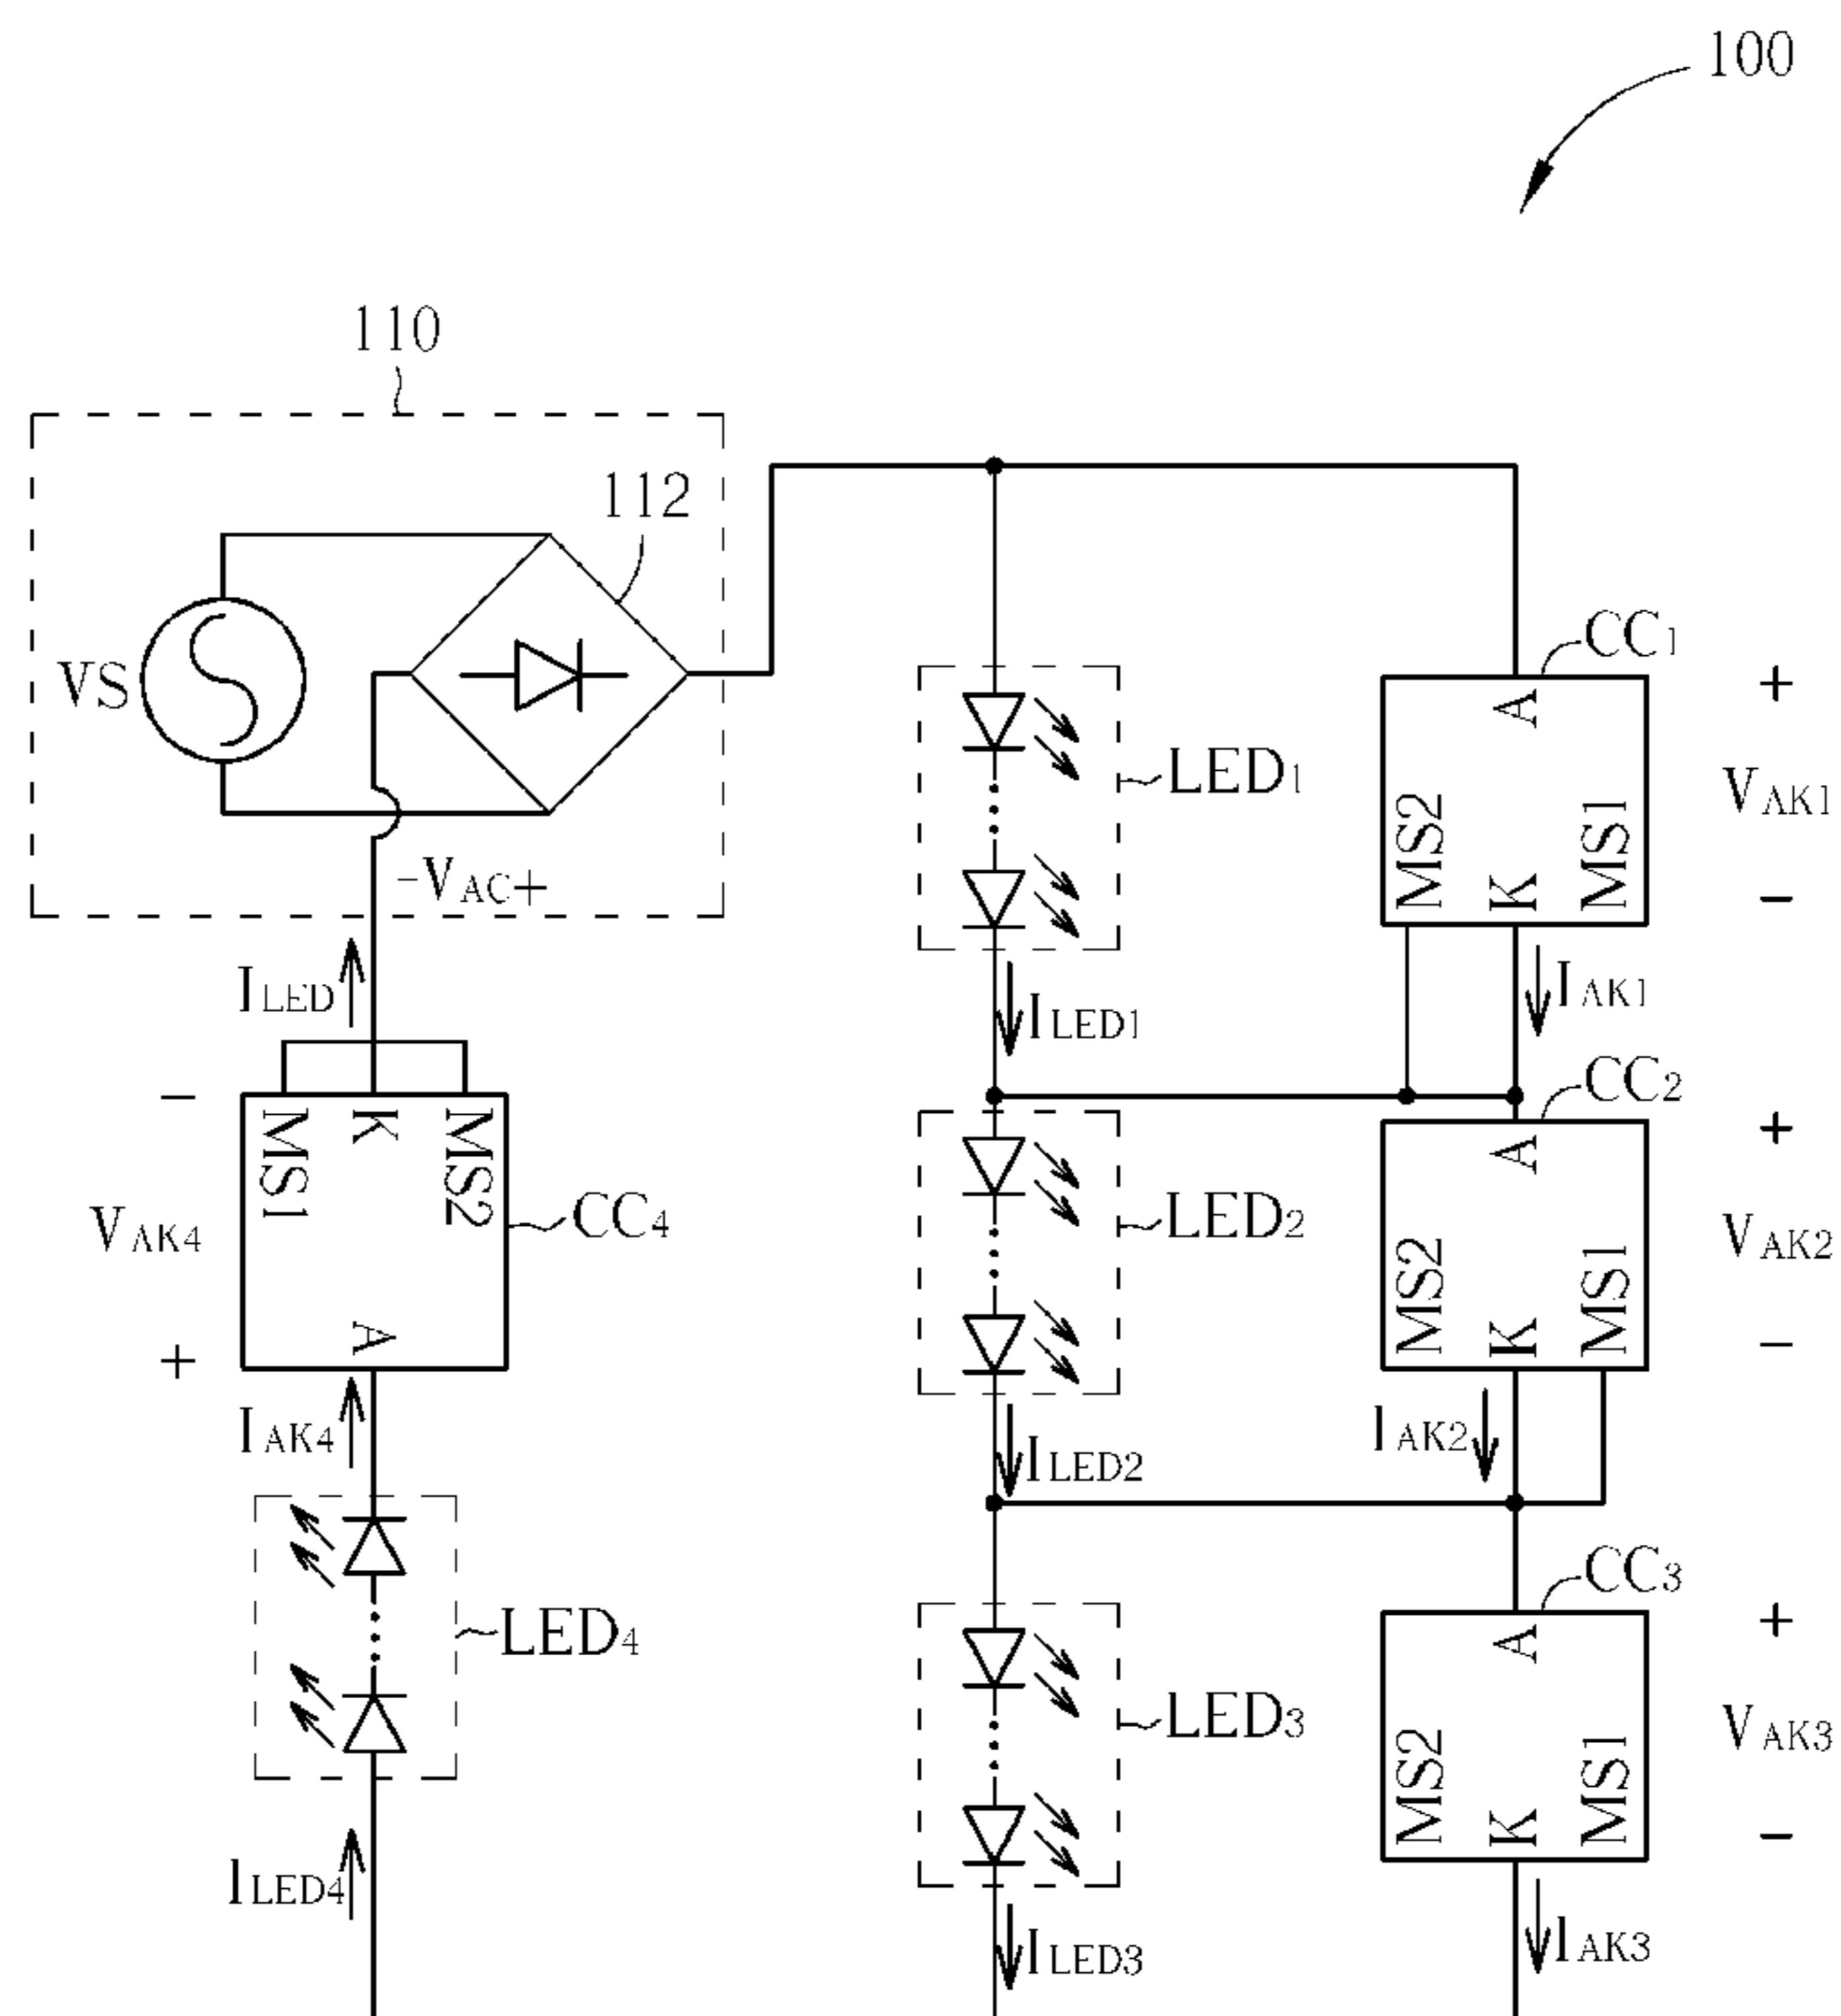 100
110
112
VS
-VAC+
CC1
A
MS2
K
MS1
+
VAK1
-
LED1
ILED
ILED1
IAK1
CC2
A
MS2
K
MS1
+
VAK2
-
LED2
-
VAK4
+
MS1
K
MS2
A
CC4
IAK4
ILED2
IAK2
CC3
A
MS2
K
MS1
+
VAK3
-
LED3
LED4
ILED4
ILED3
IAK3